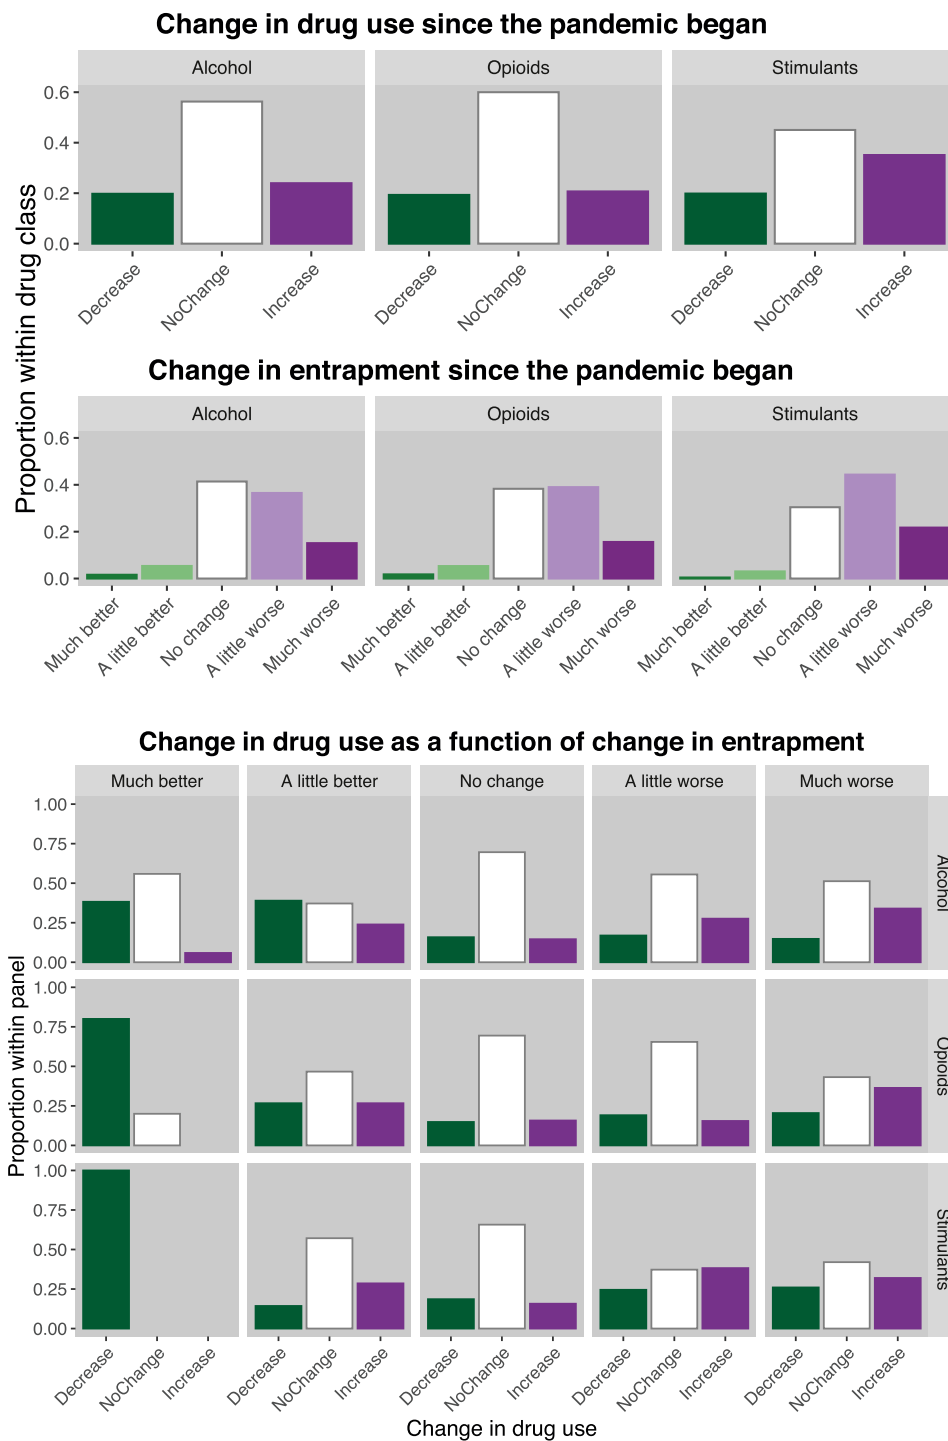 Change in drug use since the pandemic began
Alcohol Opioids Stimulants
0.6
0.4
0.2
0.0
Decrease NoChange Increase Decrease NoChange Increase Decrease NoChange Increase
Proportion within drug class
Change in entrapment since the pandemic began
Alcohol Opioids Stimulants
0.6
0.4
0.2
0.0
Much better A little better No change A little worse Much worse Much better A little better No change A little worse Much worse Much better A little better No change A little worse Much worse
Change in drug use as a function of change in entrapment
Much better A little better No change A little worse Much worse
1.00
0.75
0.50
0.25
0.00
Alcohol
1.00
0.75
0.50
0.25
0.00
Opioids
1.00
0.75
0.50
0.25
0.00
Stimulants
Proportion within panel
Decrease NoChange Increase Decrease NoChange Increase Decrease NoChange Increase Decrease NoChange Increase Decrease NoChange Increase
Change in drug use